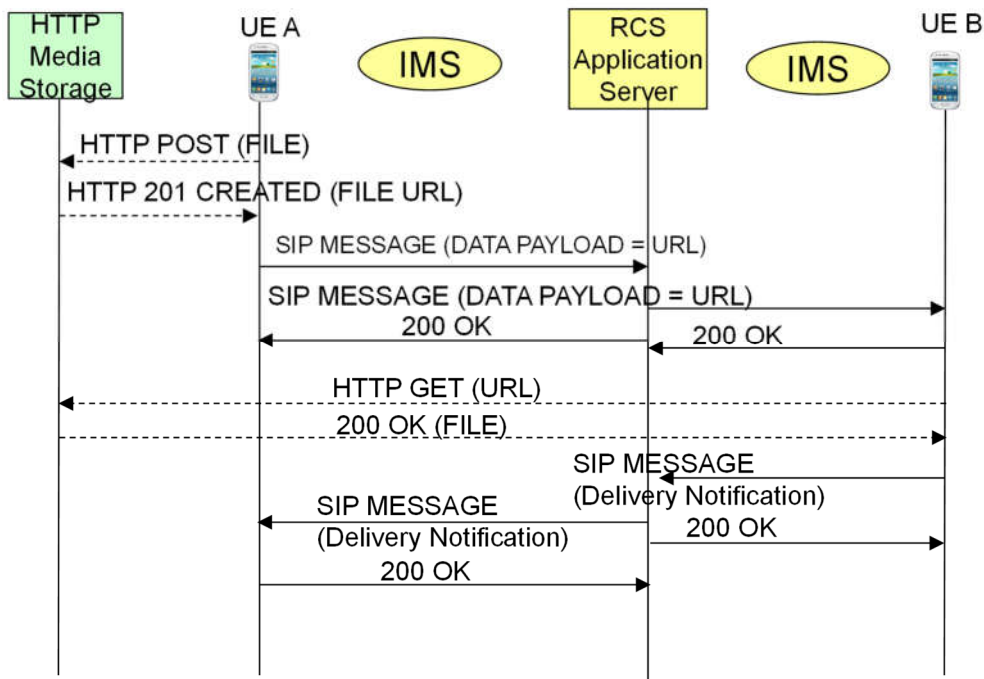 HTTP
Media
Storage
UE A
IMS
RCS
Application
Server
IMS
UE B
HTTP POST (FILE)
HTTP 201 CREATED (FILE URL)
SIP MESSAGE (DATA PAYLOAD = URL)
SIP MESSAGE (DATA PAYLOAD = URL)
200 OK
200 OK
HTTP GET (URL)
200 OK (FILE)
SIP MESSAGE
(Delivery Notification)
SIP MESSAGE
(Delivery Notification)
200 OK
200 OK